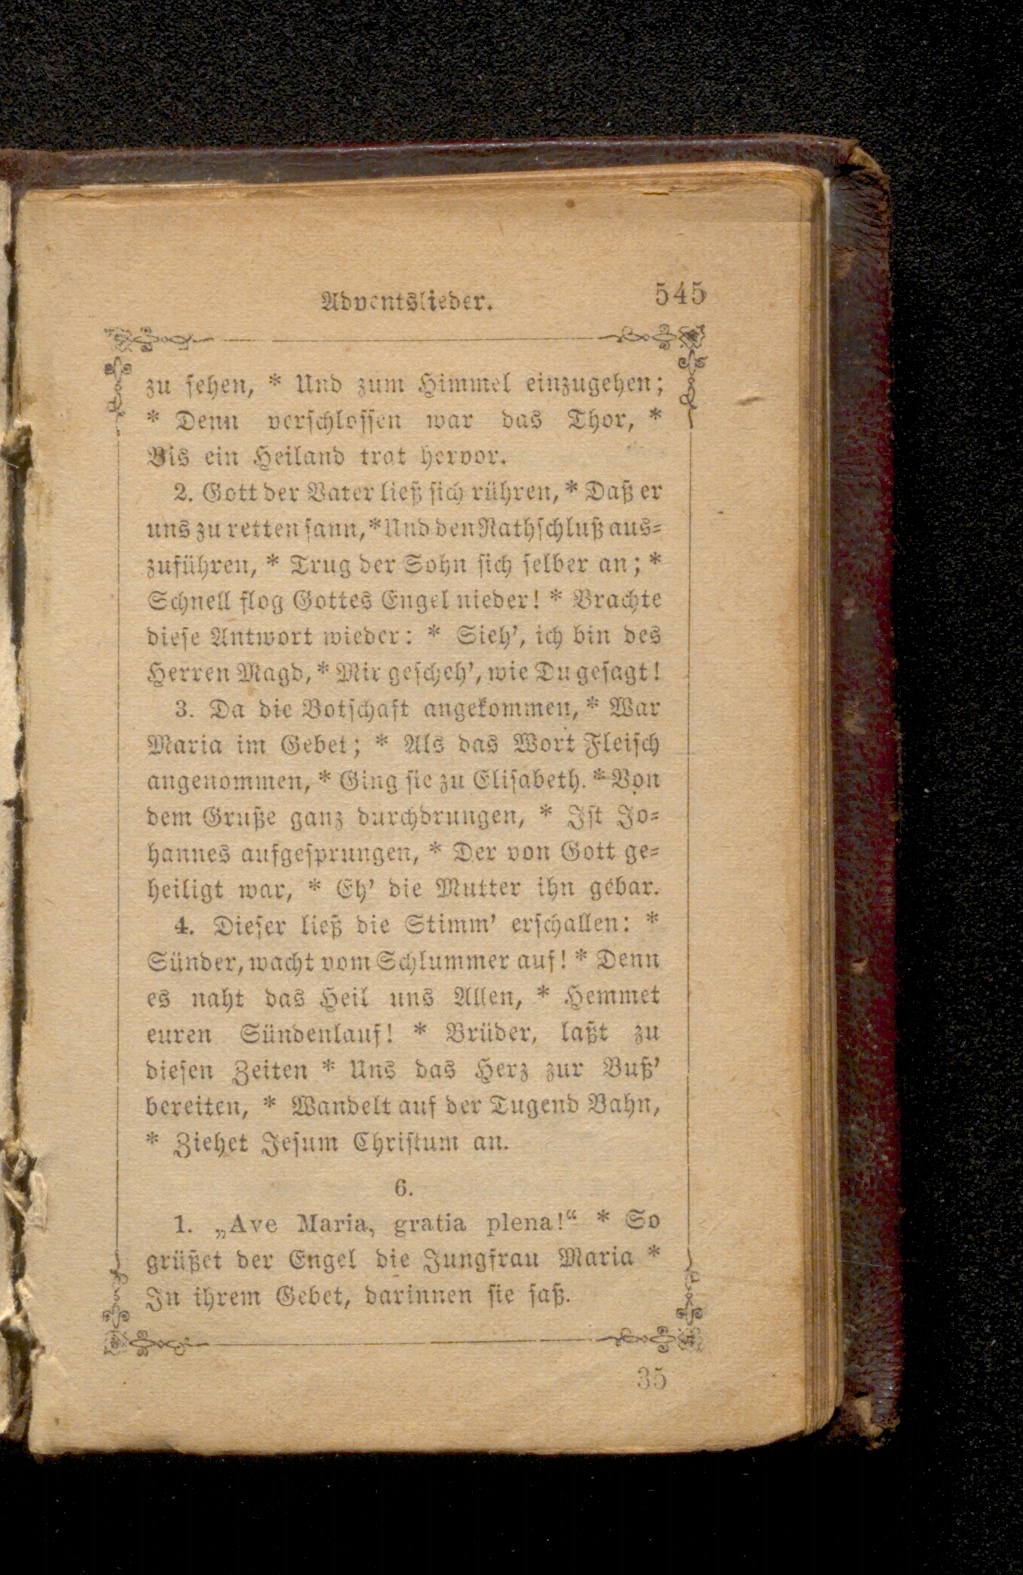 Adventslieder. 545
zu sehen, * Und zum Himmel einzugehen;
* Denn verschlossen war das Thor, *
Bis ein Heiland trat hervor.
2. Gott der Vater ließ sich rühren, * Daß er
uns zu retten sann, * Und den Rathschluß aus-
zuführen, * Trug der Sohn sich selber an; *
Schnell flog Gottes Engel nieder! * Brachte
diese Antwort wieder: * Sieh', ich bin des
Herren Magd, * Mir gescheh', wie Du gesagt!
3. Da die Botschaft angekommen, * War
Maria im Gebet; * Als das Wort Fleisch
angenommen, * Ging sie zu Elisabeth. * Von
dem Gruße ganz durchdrungen, * Ist Jo-
hannes aufgesprungen, * Der von Gott ge-
heiligt war, * Eh' die Mutter ihn gebar.
4. Dieser ließ die Stimm' erschallen: *
Sünder, wacht vom Schlummer auf! * Denn
es naht das Heil uns Allen, * Hemmet
euren Sündenlauf! * Brüder, laßt zu
diesen Zeiten * Uns das Herz zur Buß'
bereiten, * Wandelt auf der Tugend Bahn,
* Ziehet Jesum Christum an.
6.
1. „Ave Maria, gratia plena!“ * So
grüßet der Engel die Jungfrau Maria *
In ihrem Gebet, darinnen sie saß.
35